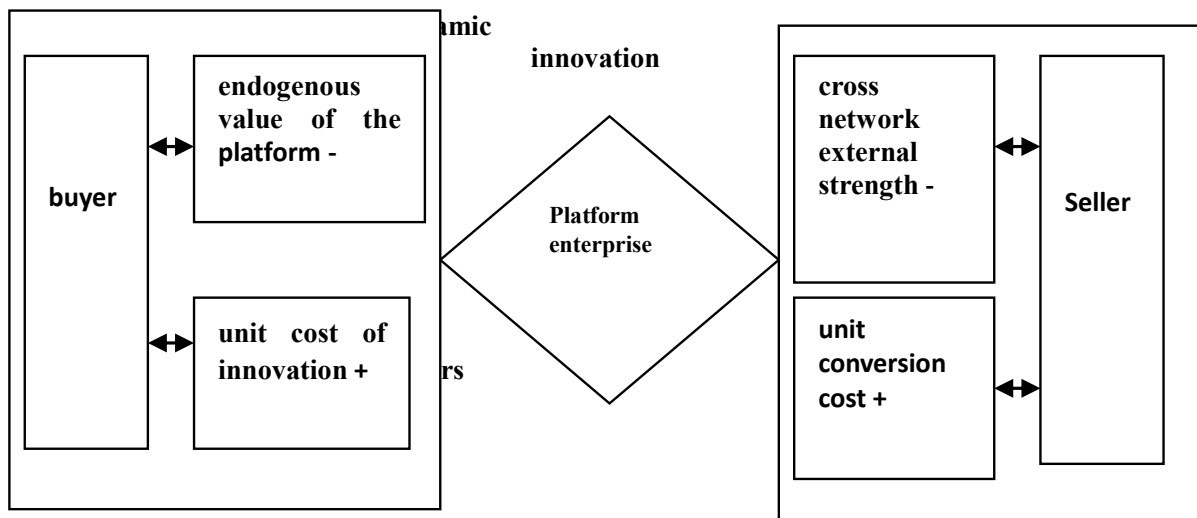 amic
innovation
endogenous
value of the
platform -
buyer
unit cost of
innovation +
rs
Platform
enterprise
cross
network
external
strength -
Seller
unit
conversion
cost +